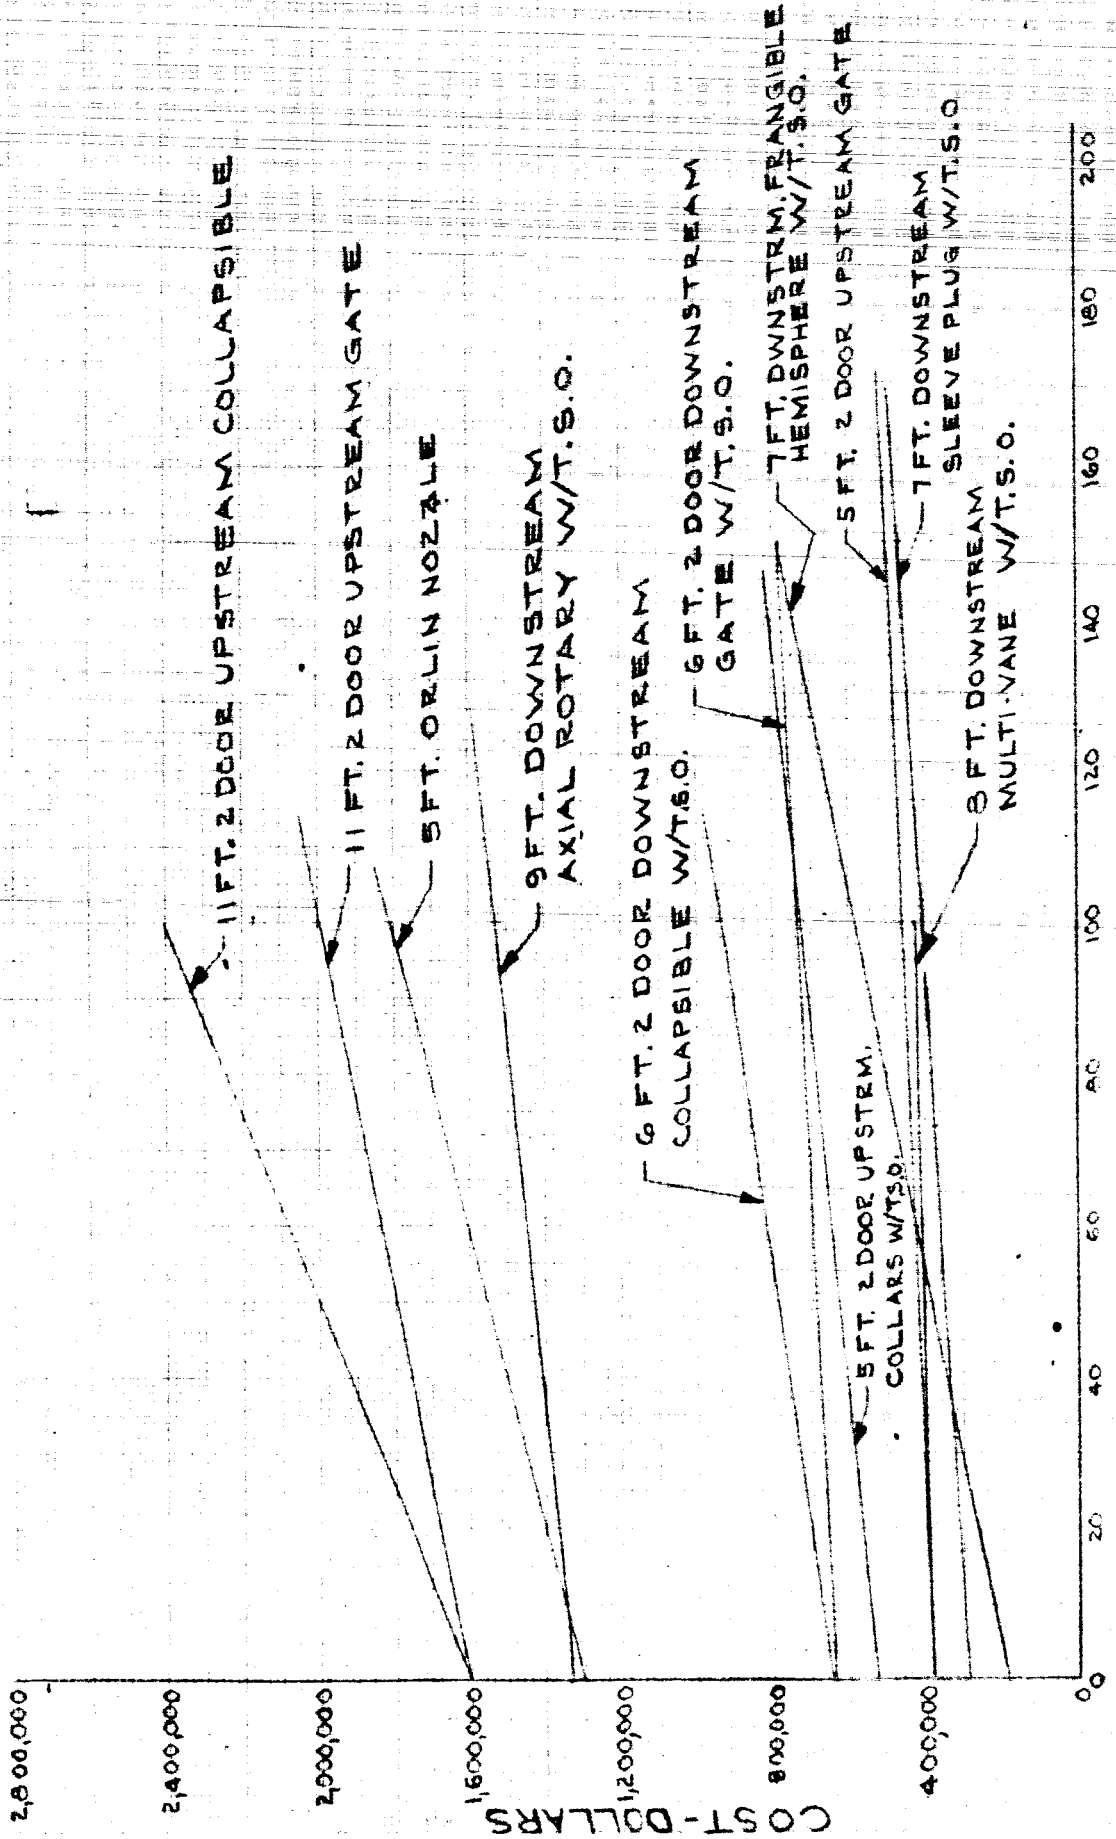 COST-DOLLARS
2,800,000
2,400,000
2,000,000
1,600,000
1,200,000
800,000
400,000
0
0
20
40
60
80
100
120
140
160
180
200
11 FT. 2 DOOR UPSTREAM COLLAPSIBLE
11 FT. 2 DOOR UPSTREAM GATE
5 FT. ORLIN NOZZLE
9 FT. DOWNSTREAM
AXIAL ROTARY W/T.S.O.
6 FT. 2 DOOR DOWNSTREAM
COLLAPSIBLE W/T.S.O.
6 FT. 2 DOOR DOWNSTREAM
GATE W/T.S.O.
7 FT. DWNSTRM. FRANGIBLE
HEMISPHERE W/T.S.O.
5 FT. 2 DOOR UPSTREAM GATE
7 FT. DOWNSTREAM
SLEEVE PLUG W/T.S.O
8 FT. DOWNSTREAM
MULTI-VANE W/T.S.O.
5 FT. 2 DOOR UPSTRM.
COLLARS W/T.S.O.